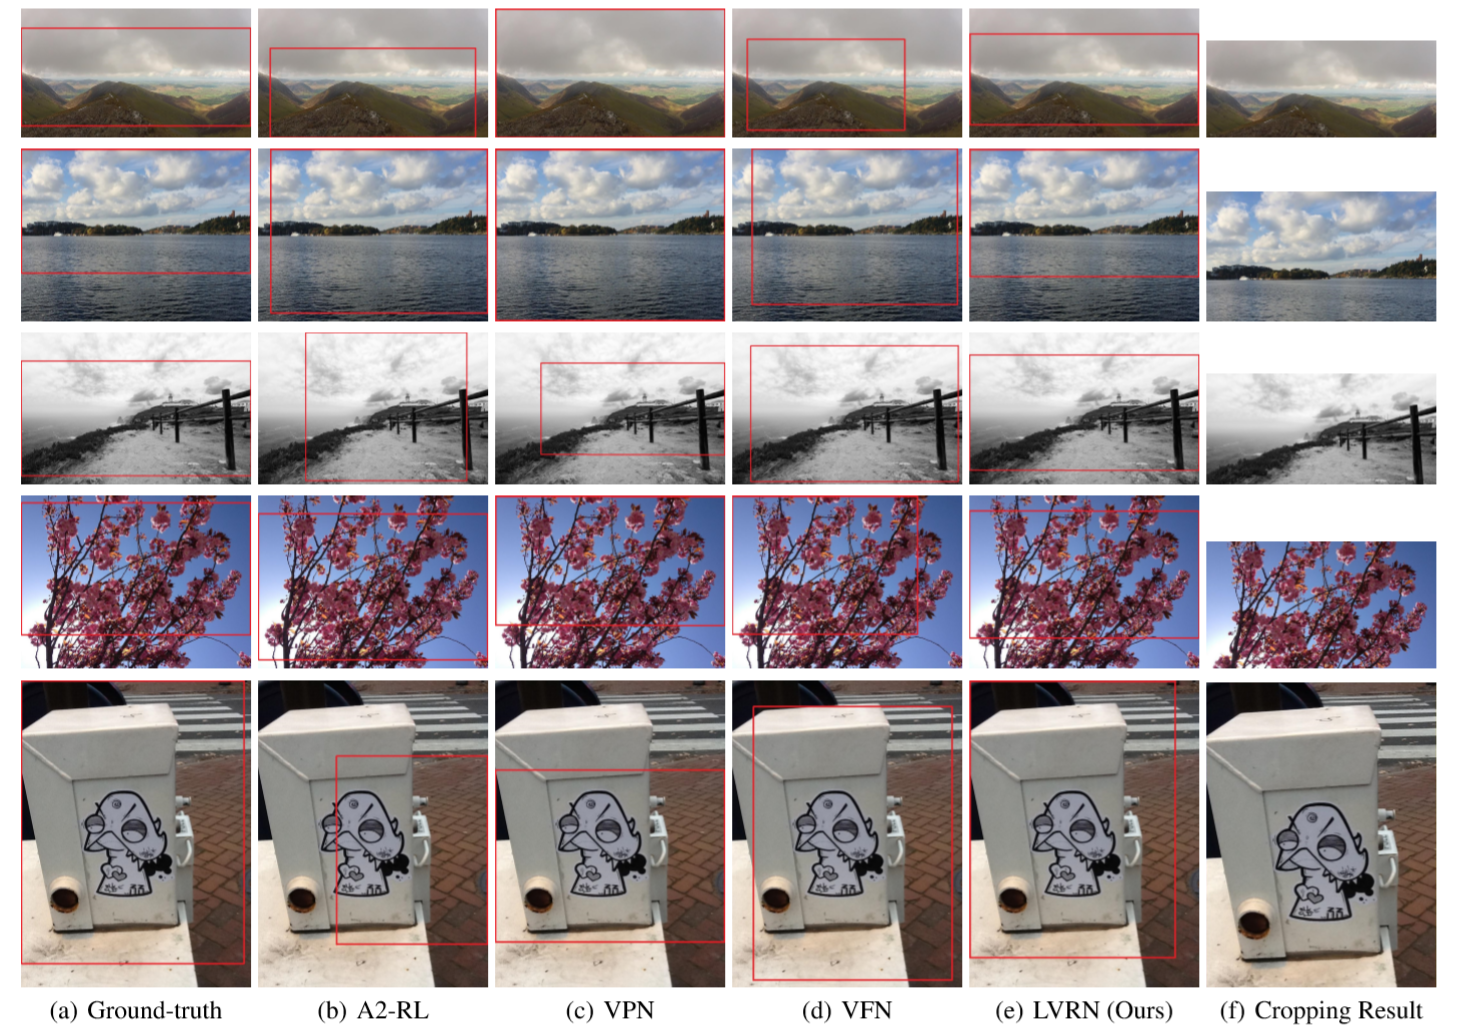 (a) Ground-truth
(b) A2-RL
(c) VPN
(d) VFN
(e) LVRN (Ours)
(f) Cropping Result